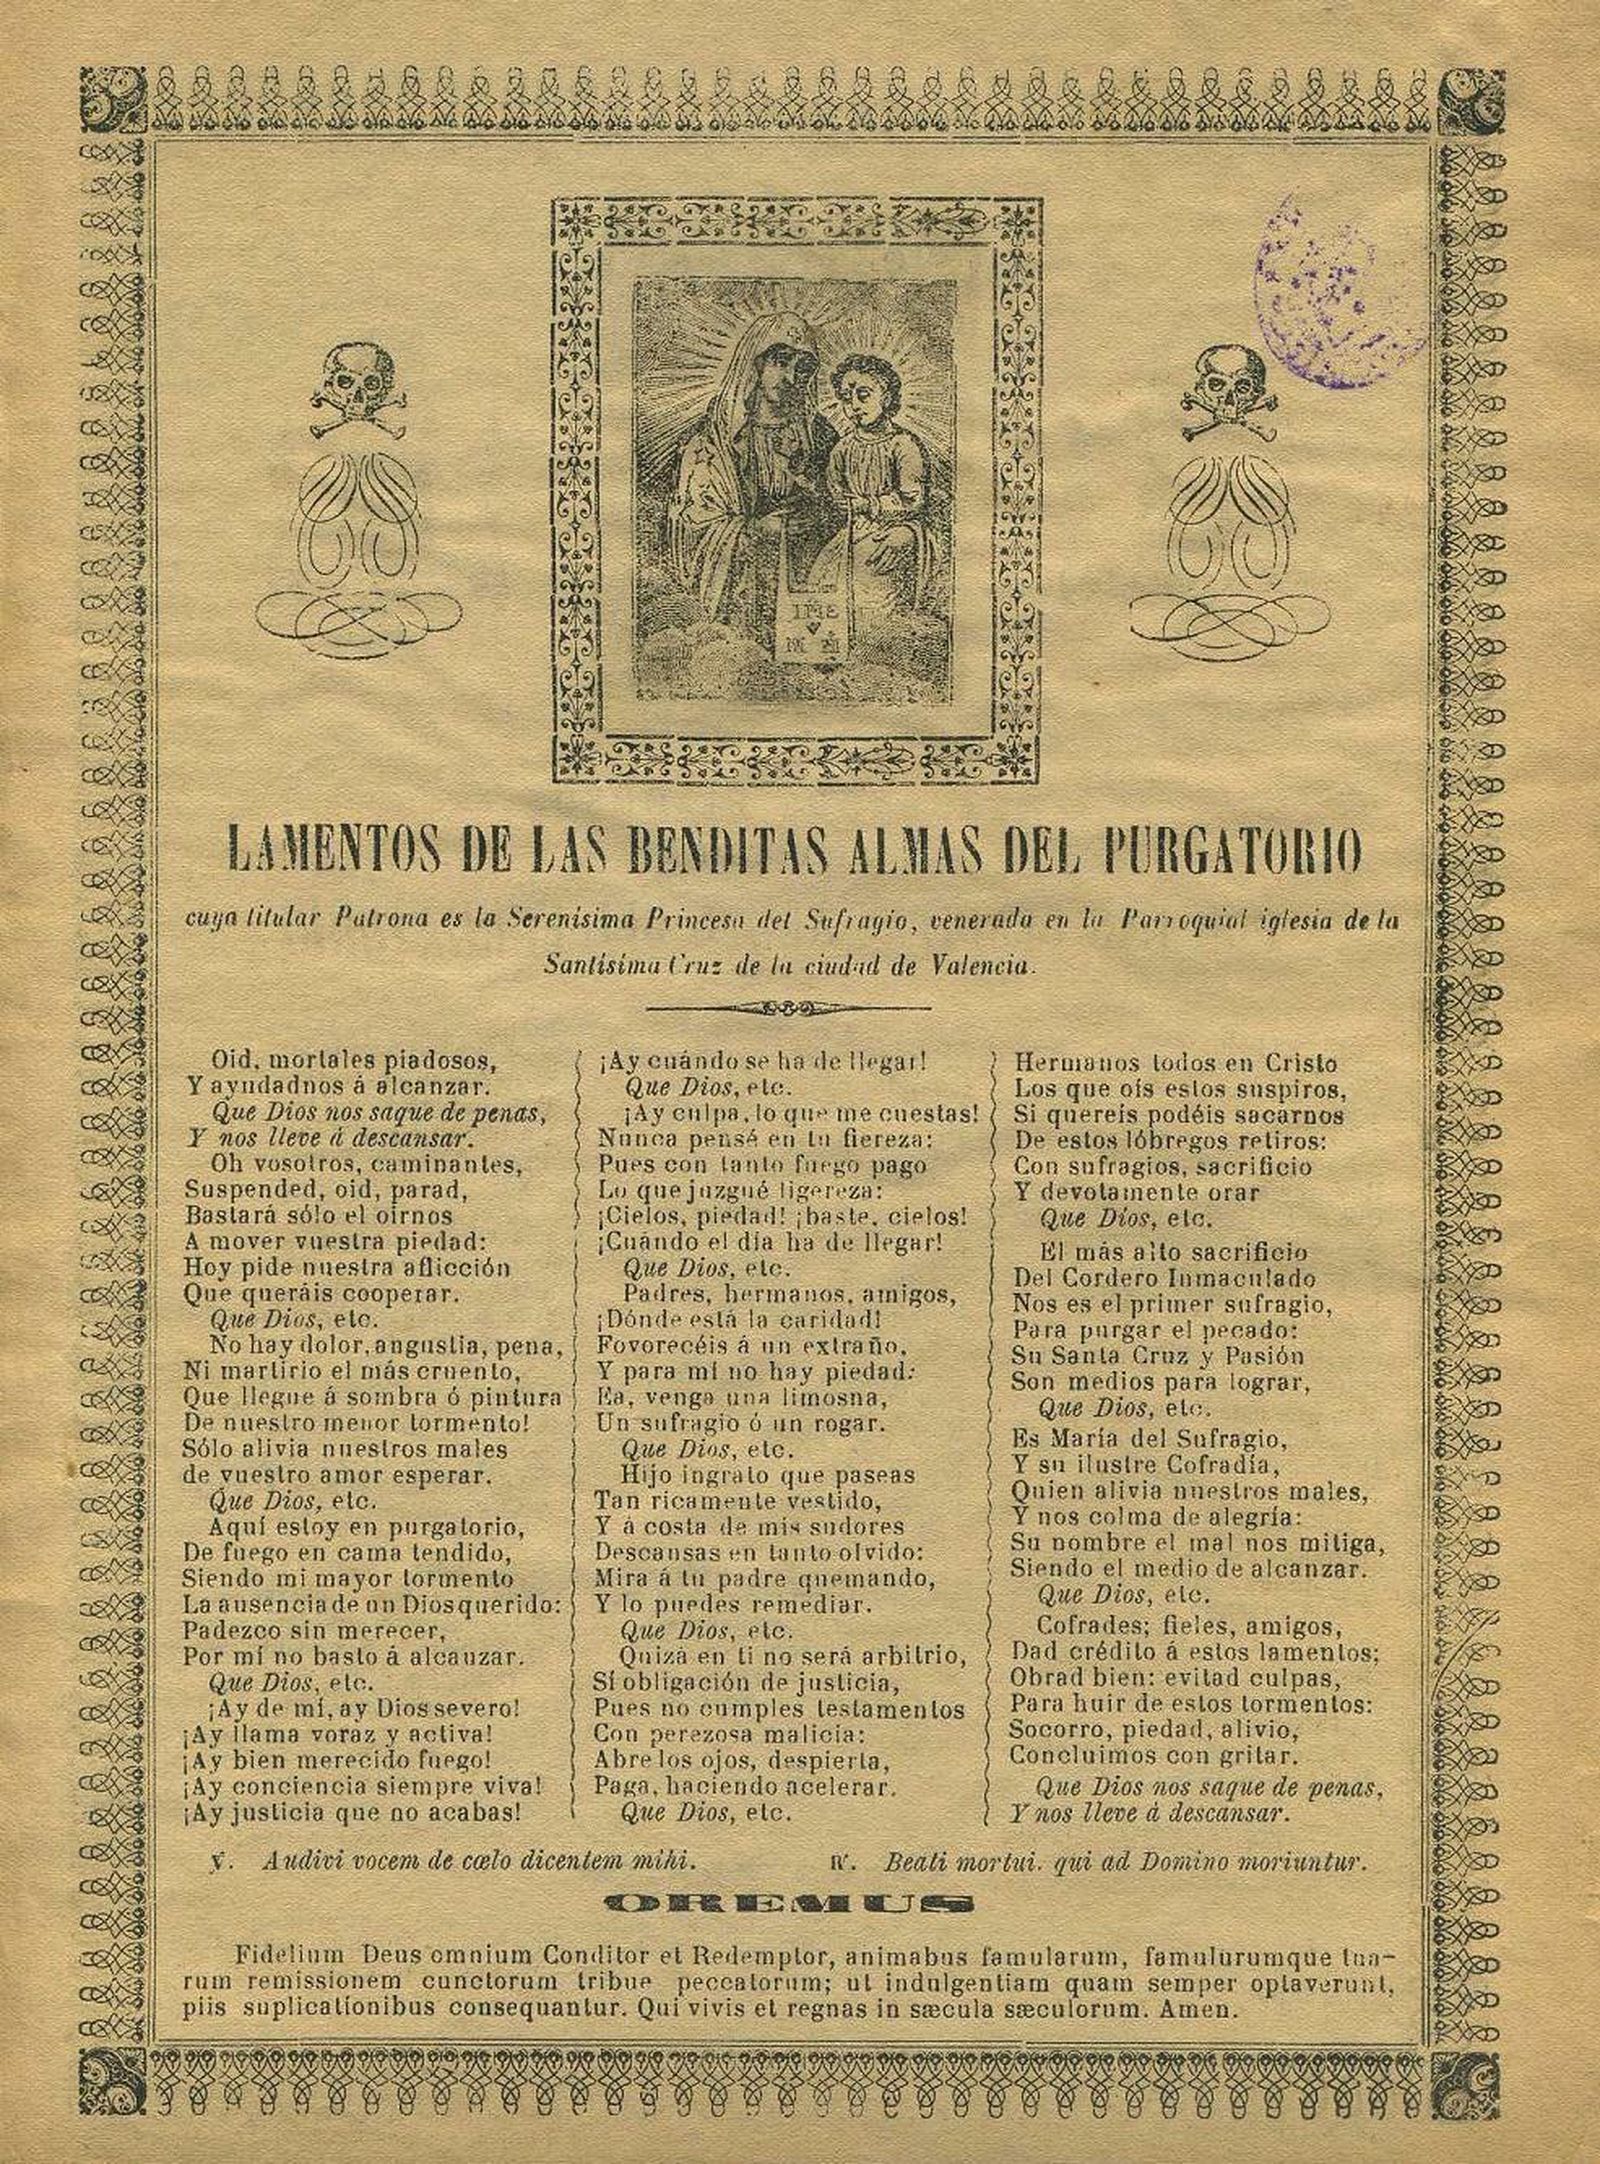 LAMENTOS DE LAS BENDITAS ALMAS DEL PURGATORIO
cuya titular Patrona es la Serenísima Princesa del Sufragio, venerada en la Parroquial iglesia de la
Santísima Cruz de la ciudad de Valencia.
Oid, mortales piadosos,
Y ayudadnos á alcanzar.
Que Dios nos saque de penas,
Y nos lleve á descansar.
Oh vosotros, caminantes,
Suspended, oid, parad,
Bastará sólo el oirnos
A mover vuestra piedad:
Hoy pide nuestra aflicción
Que queráis cooperar.
Que Dios, etc.
No hay dolor, angustia, pena,
Ni martirio el más cruento,
Que llegue á sombra ó pintura
De nuestro menor tormento!
Sólo alivia nuestros males
de vuestro amor esperar.
Que Dios, etc.
Aquí estoy en purgatorio,
De fuego en cama tendido,
Siendo mi mayor tormento
La ausencia de un Dios querido:
Padezco sin merecer,
Por mí no basto á alcanzar.
Que Dios, etc.
¡Ay de mí, ay Dios severo!
¡Ay llama voraz y activa!
¡Ay bien merecido fuego!
¡Ay conciencia siempre viva!
¡Ay justicia que no acabas!
¡Ay cuándo se ha de llegar!
Que Dios, etc.
¡Ay culpa, lo que me cuestas!
Nunca pensé en tu fiereza:
Pues con tanto fuego pago
Lo que juzgué ligereza:
¡Cielos, piedad! ¡baste, cielos!
¡Cuándo el día ha de llegar!
Que Dios, etc.
Padres, hermanos, amigos,
¡Dónde está la caridad!
Fovorecéis á un extraño,
Y para mí no hay piedad:
Ea, venga una limosna,
Un sufragio ó un rogar.
Que Dios, etc.
Hijo ingrato que paseas
Tan ricamente vestido,
Y á costa de mis sudores
Descansas en tanto olvido:
Mira á tu padre quemando,
Y lo puedes remediar.
Que Dios, etc.
Quizá en ti no será arbitrio,
Sí obligación de justicia,
Pues no cumples testamentos
Con perezosa malicia:
Abre los ojos, despierta,
Paga, haciendo acelerar.
Que Dios, etc.
Hermanos todos en Cristo
Los que oís estos suspiros,
Si quereís podéis sacarnos
De estos lóbregos retiros:
Con sufragios, sacrificio
Y devotamente orar
Que Dios, etc.
El más alto sacrificio
Del Cordero Inmaculado
Nos es el primer sufragio,
Para purgar el pecado:
Su Santa Cruz y Pasión
Son medios para lograr,
Que Dios, etc.
Es María del Sufragio,
Y su ilustre Cofradía,
Quien alivia nuestros males,
Y nos colma de alegría:
Su nombre el mal nos mitiga,
Siendo el medio de alcanzar.
Que Dios, etc.
Cofrades; fieles, amigos,
Dad crédito á estos lamentos;
Obrad bien: evitad culpas,
Para huir de estos tormentos:
Socorro, piedad, alivio,
Concluimos con gritar.
Que Dios nos saque de penas,
Y nos lleve á descansar.
℣. Audivi vocem de cœlo dicentem mihi. ℟. Beati mortui. qui ad Domino moriuntur.
OREMUS
Fidelium Deus omnium Conditor et Redemptor, animabus famularum, famulurumque tua-
rum remissionem cunctorum tribue peccatorum; ut indulgentiam quam semper optaverunt,
piis suplicationibus consequantur. Qui vivis et regnas in sæcula sæculorum. Amen.